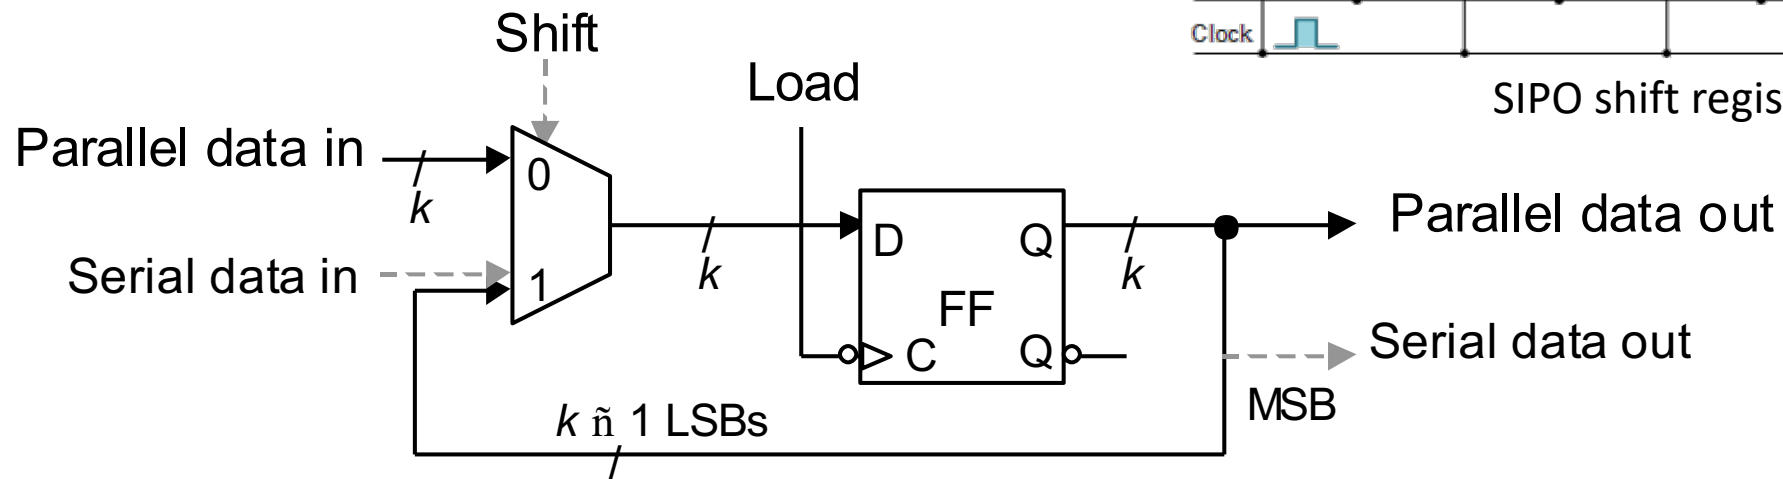 Shift
Clock
Load
SIPO shift regis
Parallel data in
0
k
Serial data in
1
k
D
Q
FF
C
Q
k
Parallel data out
Serial data out
MSB
k ñ 1 LSBs